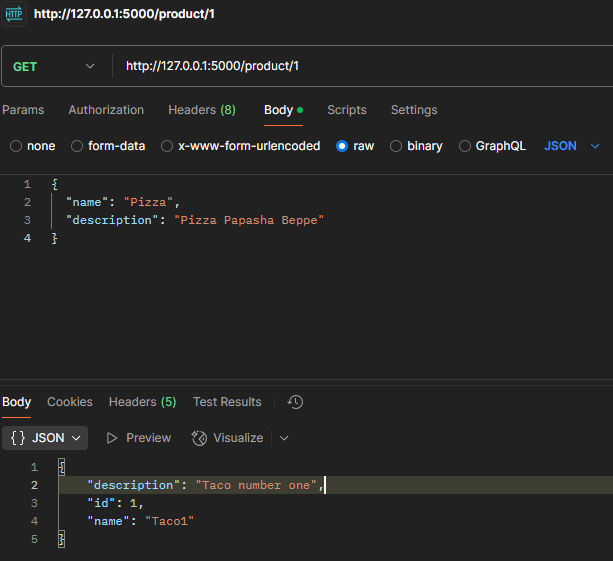 HTTP http://127.0.0.1:5000/product/1
GET http://127.0.0.1:5000/product/1
Params Authorization Headers (8) Body Scripts Settings
none form-data x-www-form-urlencoded raw binary GraphQL JSON
1 {
2 "name": "Pizza",
3 "description": "Pizza Papasha Beppe"
4 }
Body Cookies Headers (5) Test Results
{} JSON Preview Visualize
1 {
2 "description": "Taco number one",
3 "id": 1,
4 "name": "Taco1"
5 }